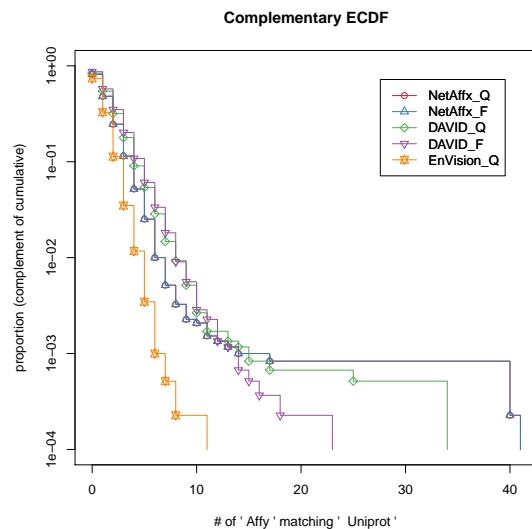 Complementary ECDF
proportion (complement of cumulative)
1e+00
1e-01
1e-02
1e-03
1e-04
NetAffx_Q
NetAffx_F
DAVID_Q
DAVID_F
EnVision_Q
0 10 20 30 40
# of ' Affy ' matching ' Uniprot '